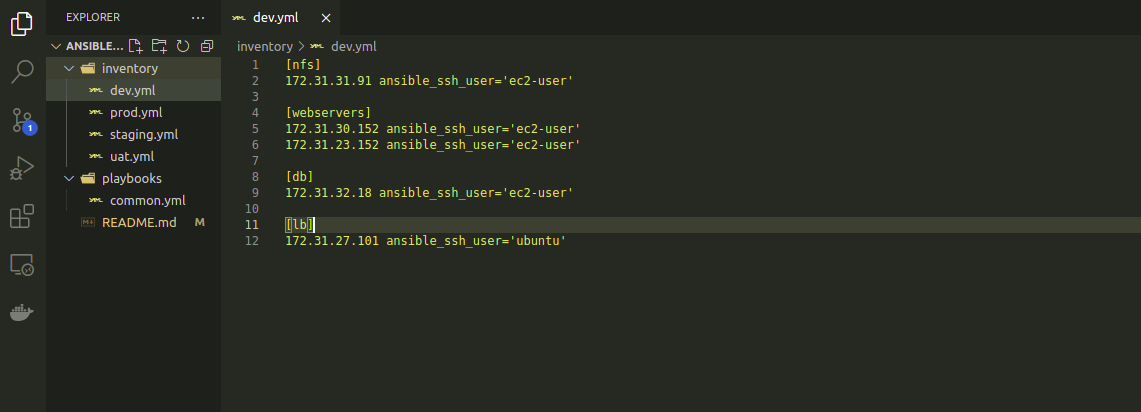 EXPLORER
ANSIBLE...
inventory
dev.yml
prod.yml
staging.yml
uat.yml
playbooks
common.yml
README.md M
1
dev.yml
inventory > dev.yml
1 [nfs]
2 172.31.31.91 ansible_ssh_user='ec2-user'
3
4 [webservers]
5 172.31.30.152 ansible_ssh_user='ec2-user'
6 172.31.23.152 ansible_ssh_user='ec2-user'
7
8 [db]
9 172.31.32.18 ansible_ssh_user='ec2-user'
10
11 [lb]
12 172.31.27.101 ansible_ssh_user='ubuntu'